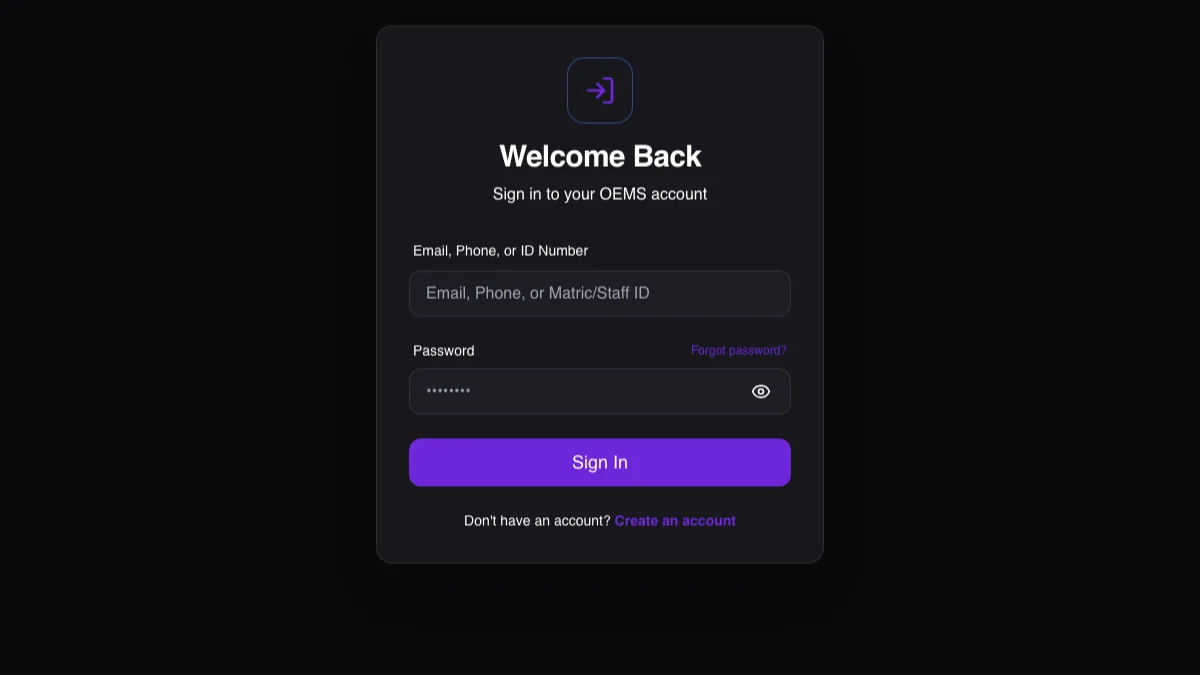 Welcome Back
Sign in to your OEMS account
Email, Phone, or ID Number
Email, Phone, or Matric/Staff ID
Password Forgot password?
••••••••
Sign In
Don't have an account? Create an account